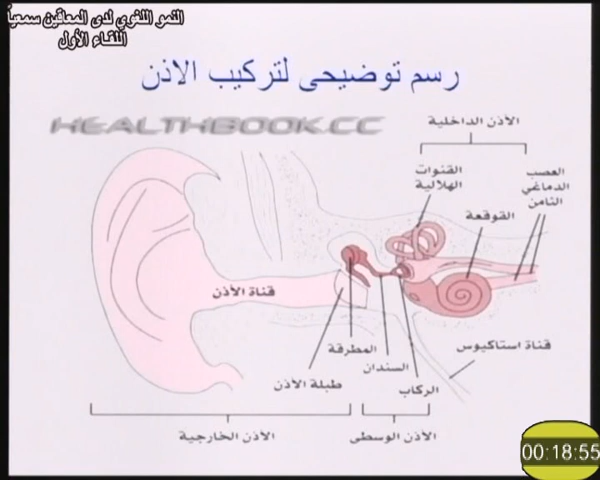 النمو اللغوي لدى المعاقين سمعياً
اللقاء الأول
رسم توضيحى لتركيب الاذن
HEALTHBOOK.CC
الأذن الداخلية
القنوات
الهلالية
العصب
الدماغي
الثامن
القوقعة
قناة الأذن
قناة استاكيوس
المطرقة
السندان
طبلة الأذن
الركاب
الأذن الوسطى
الأذن الخارجية
00:18:55